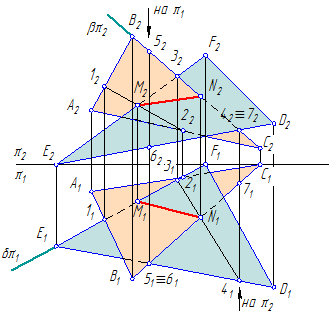 B₂ на π₁
βπ₂
5₂
3₂ F₂
1₂ M₂ N₂
A₂ 2₂ 4₂≡7₂
D₂
E₂ 6₂ C₂
π₂
π₁
3₁ F₁
A₁ 2₁ 7₁ C₁
1₁ M₁
E₁ N₁
δπ₁
B₁ 5₁≡6₁ 4₁ D₁
на π₂